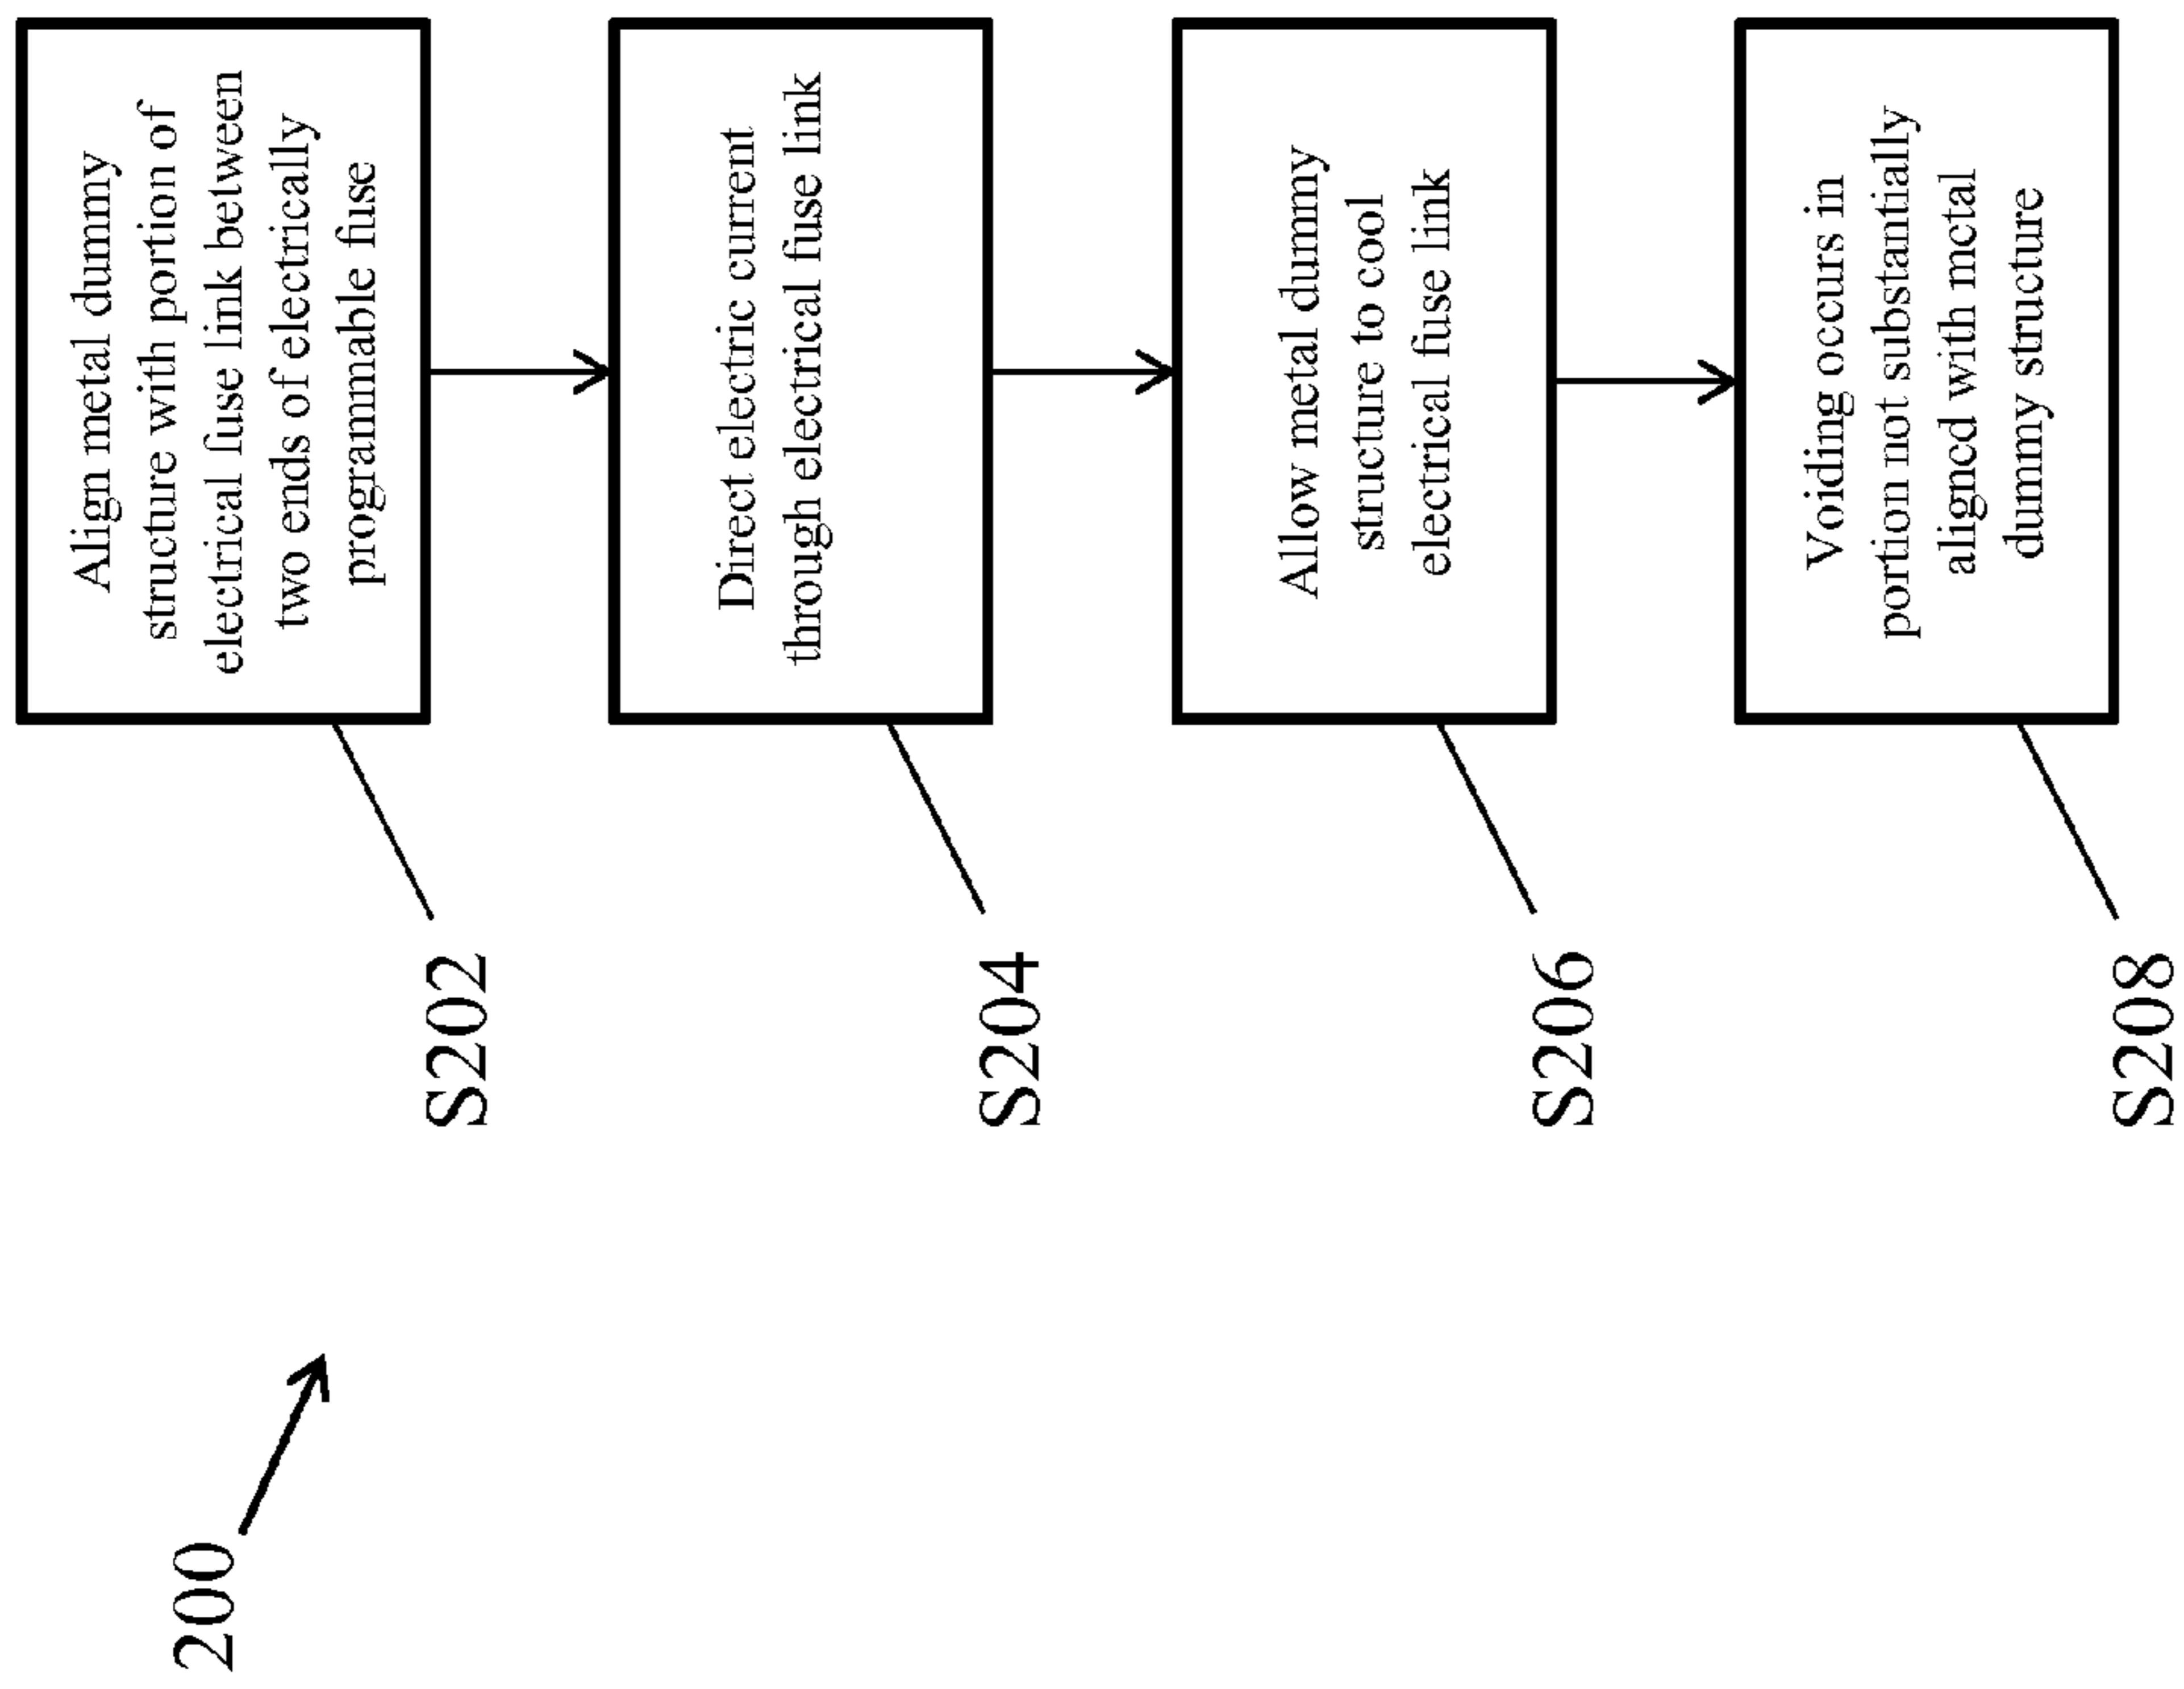 200
S202
Align metal dummy
structure with portion of
electrical fuse link between
two ends of electrically
programmable fuse
S204
Direct electric current
through electrical fuse link
S206
Allow metal dummy
structure to cool
electrical fuse link
S208
Voiding occurs in
portion not substantially
aligned with metal
dummy structure